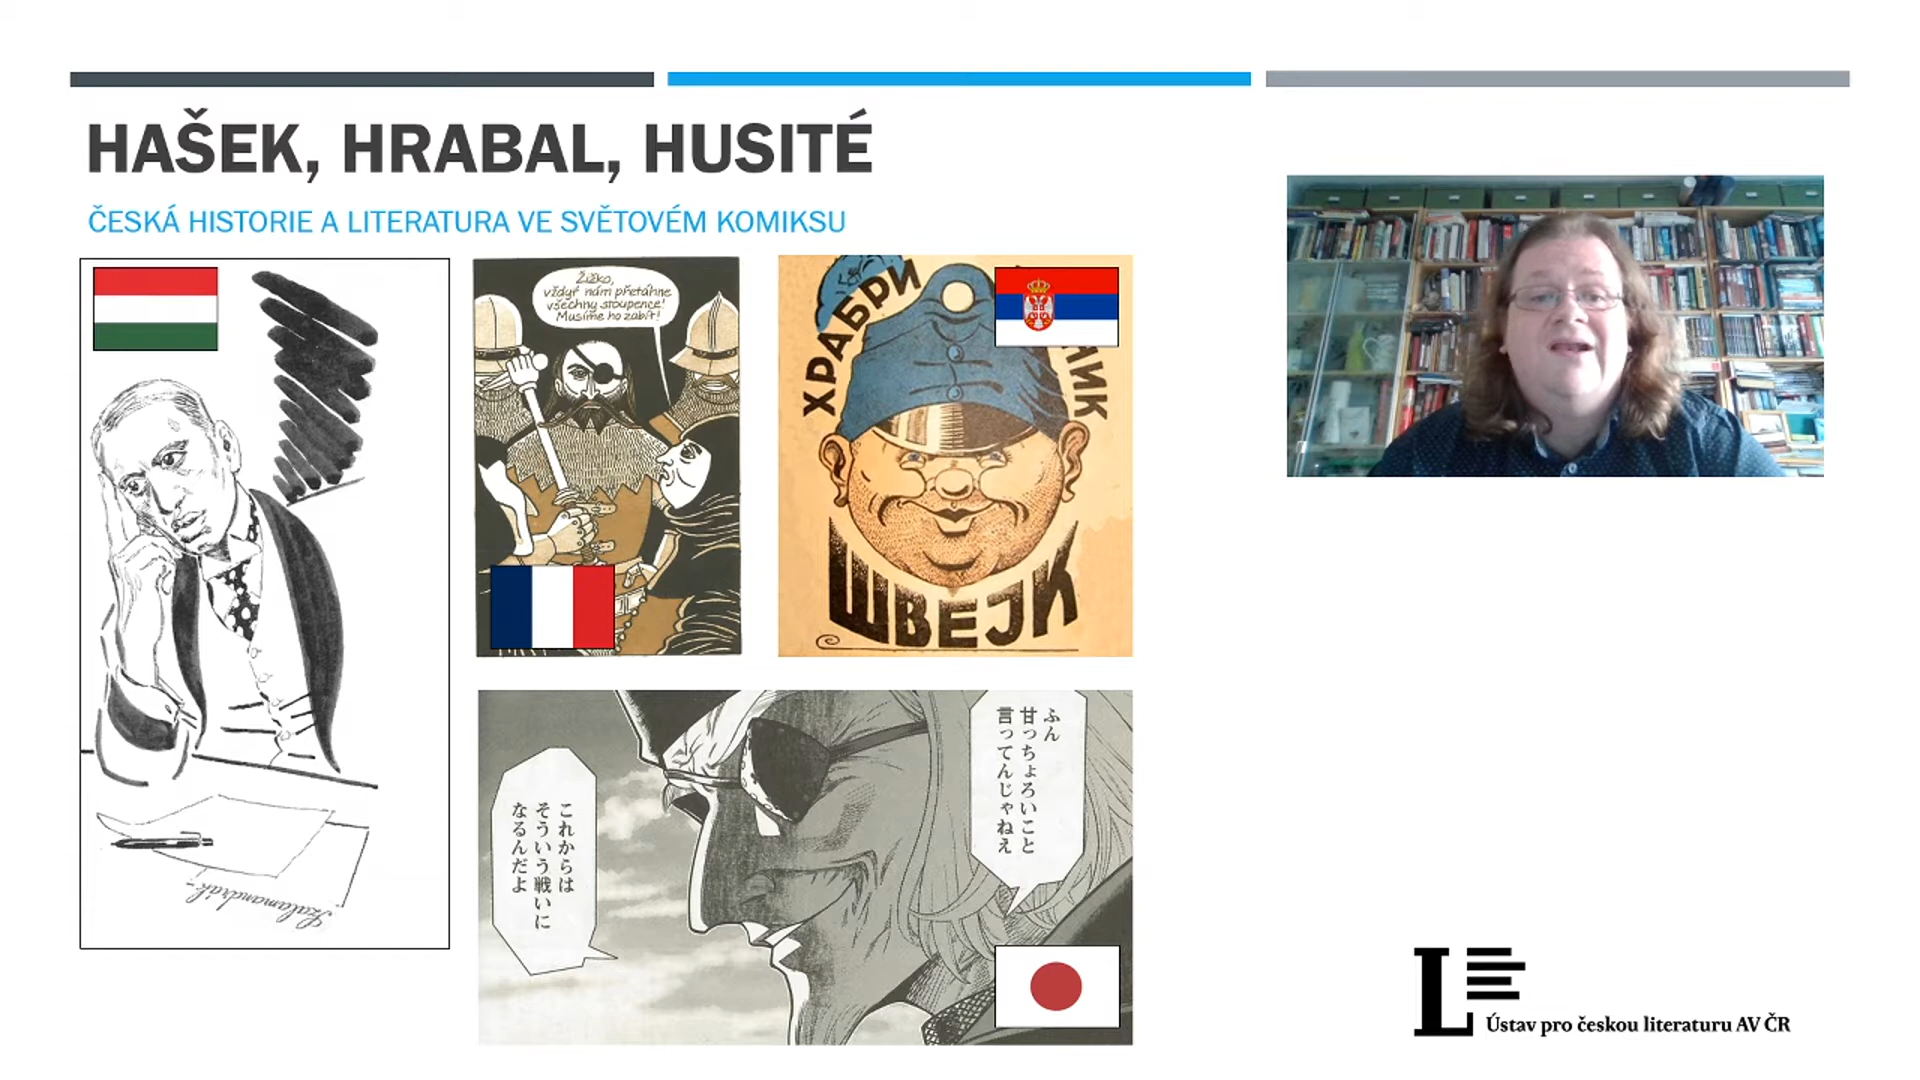 HAŠEK, HRABAL, HUSITÉ
ČESKÁ HISTORIE A LITERATURA VE SVĚTOVÉM KOMIKSU
Žižko,
vždyť nám přetáhne
všechny stoupence!
Musíme ho zabít!
ХРАБРИ
ШВЕЈК
ふん
甘っちょろいこと
言ってんじゃねえ
これからは
そういう戦いに
なるんだよ
Szalamandrák
Ústav pro českou literaturu AV ČR